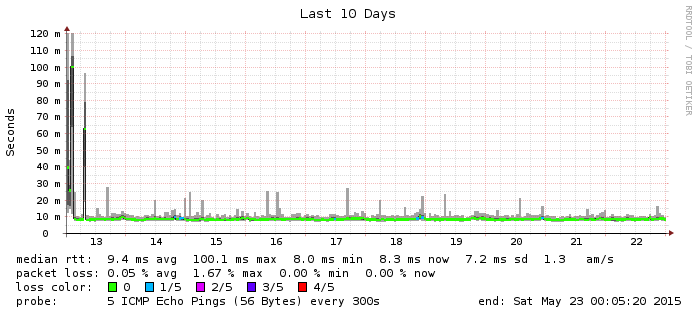 Last 10 Days
RRDTOOL / TOBI OETIKER
Seconds
120 m
110 m
100 m
90 m
80 m
70 m
60 m
50 m
40 m
30 m
20 m
10 m
0
13 14 15 16 17 18 19 20 21 22
median rtt: 9.4 ms avg 100.1 ms max 8.0 ms min 8.3 ms now 7.2 ms sd 1.3 am/s
packet loss: 0.05 % avg 1.67 % max 0.00 % min 0.00 % now
loss color: 0 1/5 2/5 3/5 4/5
probe: 5 ICMP Echo Pings (56 Bytes) every 300s end: Sat May 23 00:05:20 2015